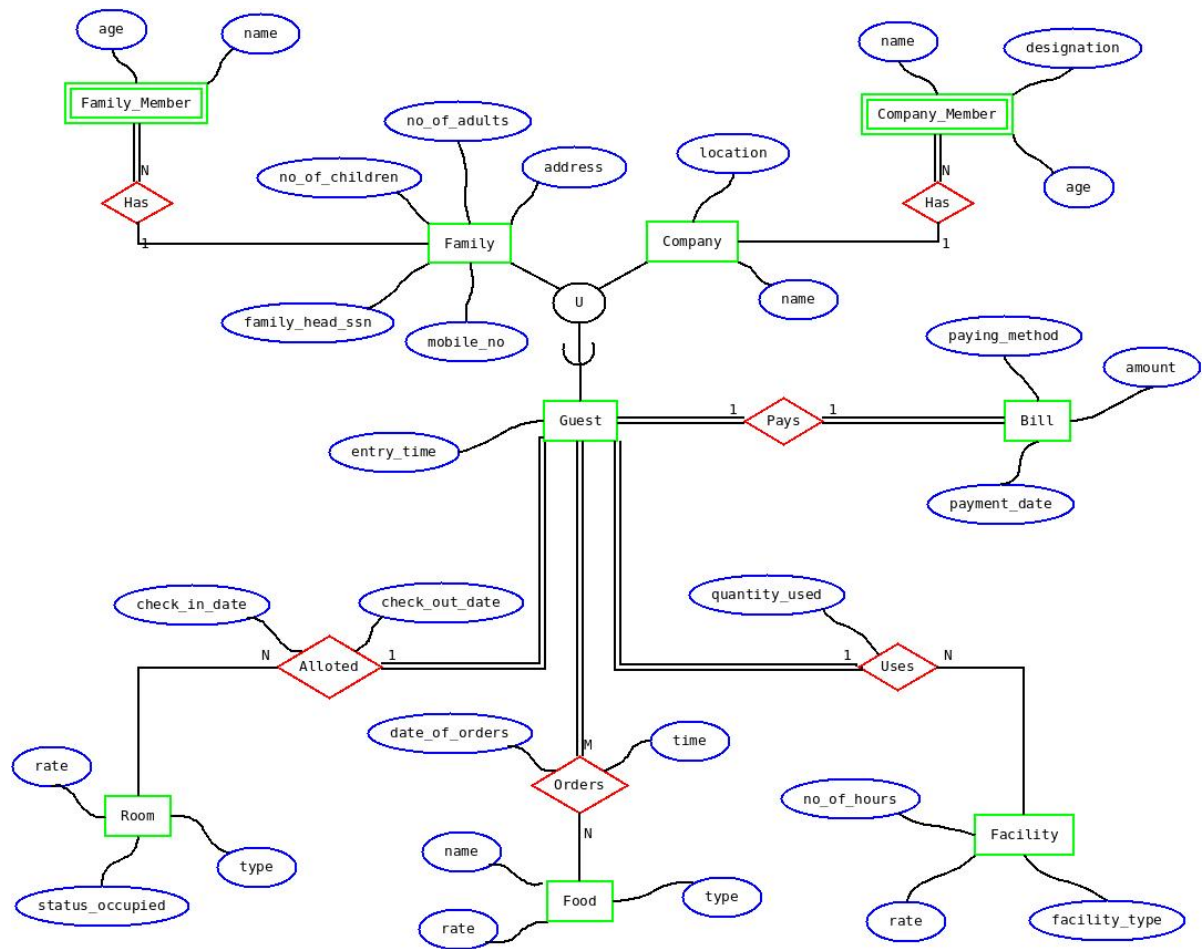 age
name
Family_Member
N
Has
1
no_of_adults
no_of_children
address
Family
family_head_ssn
mobile_no
name
designation
Company_Member
location
N
Has
age
1
Company
name
U
paying_method
amount
Guest
1
Pays
1
Bill
entry_time
payment_date
check_in_date
check_out_date
quantity_used
N
Alloted
1
1
Uses
N
date_of_orders
M
time
Orders
N
rate
Room
type
status_occupied
name
Food
type
rate
no_of_hours
Facility
rate
facility_type